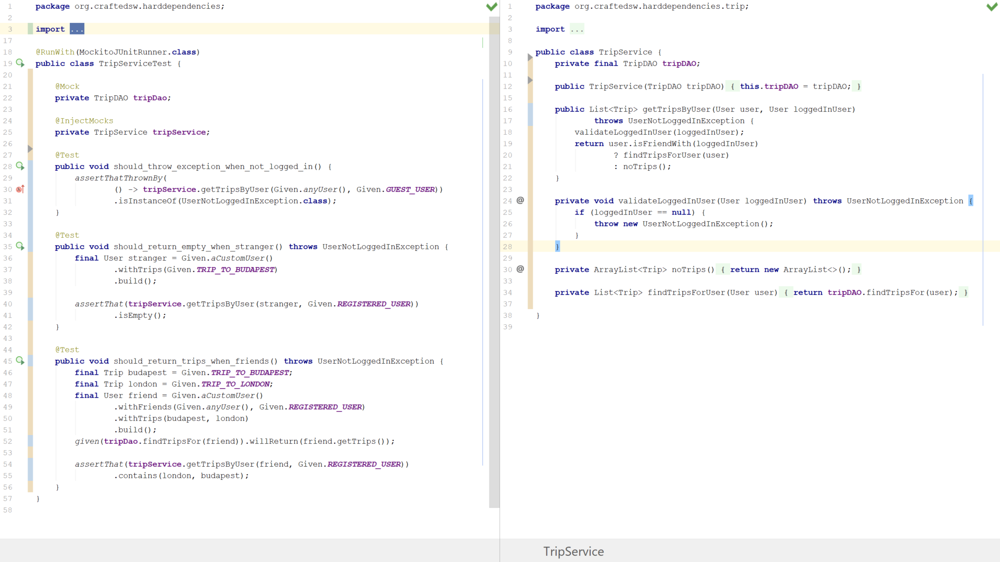 1 package org.craftedsw.harddependencies;
2
3 import ...
17
18 @RunWith(MockitoJUnitRunner.class)
19 public class TripServiceTest {
20
21 @Mock
22 private TripDAO tripDao;
23
24 @InjectMocks
25 private TripService tripService;
26
27 @Test
28 public void should_throw_exception_when_not_logged_in() {
29 assertThatThrownBy(
30 () -> tripService.getTripsByUser(Given.anyUser(), Given.GUEST_USER))
31 .isInstanceOf(UserNotLoggedInException.class);
32 }
33
34 @Test
35 public void should_return_empty_when_stranger() throws UserNotLoggedInException {
36 final User stranger = Given.aCustomUser()
37 .withTrips(Given.TRIP_TO_BUDAPEST)
38 .build();
39
40 assertThat(tripService.getTripsByUser(stranger, Given.REGISTERED_USER))
41 .isEmpty();
42 }
43
44 @Test
45 public void should_return_trips_when_friends() throws UserNotLoggedInException {
46 final Trip budapest = Given.TRIP_TO_BUDAPEST;
47 final Trip london = Given.TRIP_TO_LONDON;
48 final User friend = Given.aCustomUser()
49 .withFriends(Given.anyUser(), Given.REGISTERED_USER)
50 .withTrips(budapest, london)
51 .build();
52 given(tripDao.findTripsFor(friend)).willReturn(friend.getTrips());
53
54 assertThat(tripService.getTripsByUser(friend, Given.REGISTERED_USER))
55 .contains(london, budapest);
56 }
57 }
58
1 package org.craftedsw.harddependencies.trip;
2
3 import ...
8
9 public class TripService {
10 private final TripDAO tripDAO;
11
12 public TripService(TripDAO tripDAO) { this.tripDAO = tripDAO; }
15
16 public List<Trip> getTripsByUser(User user, User loggedInUser)
17 throws UserNotLoggedInException {
18 validateLoggedInUser(loggedInUser);
19 return user.isFriendWith(loggedInUser)
20 ? findTripsForUser(user)
21 : noTrips();
22 }
23
24 @ private void validateLoggedInUser(User loggedInUser) throws UserNotLoggedInException {
25 if (loggedInUser == null) {
26 throw new UserNotLoggedInException();
27 }
28 }
29
30 @ private ArrayList<Trip> noTrips() { return new ArrayList<>(); }
33
34 private List<Trip> findTripsForUser(User user) { return tripDAO.findTripsFor(user); }
37
38 }
39
TripService